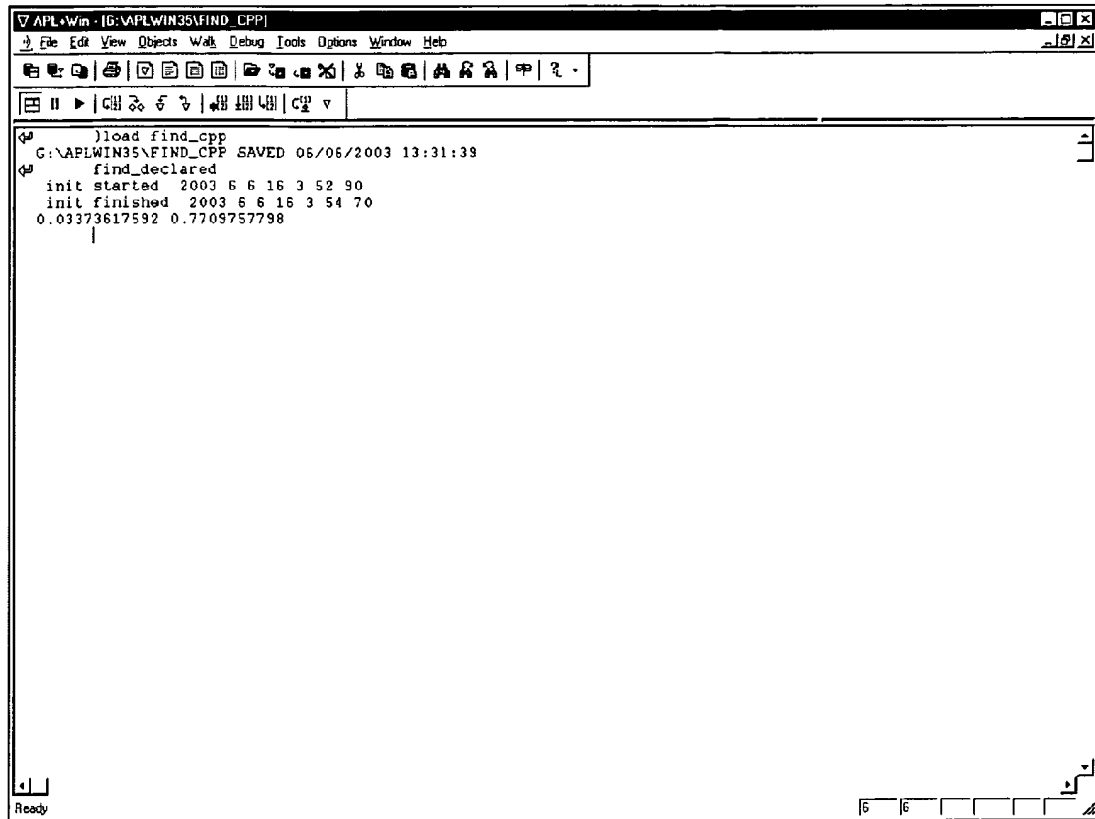 APL+Win - [G:\APLWIN35\FIND_CPP]
File Edit View Objects Walk Debug Tools Options Window Help
)load find_cpp
G:\APLWIN35\FIND_CPP SAVED 06/06/2003 13:31:39
find_declared
init started 2003 6 6 16 3 52 90
init finished 2003 6 6 16 3 54 70
0.03373617592 0.7709757798
Ready
6 6